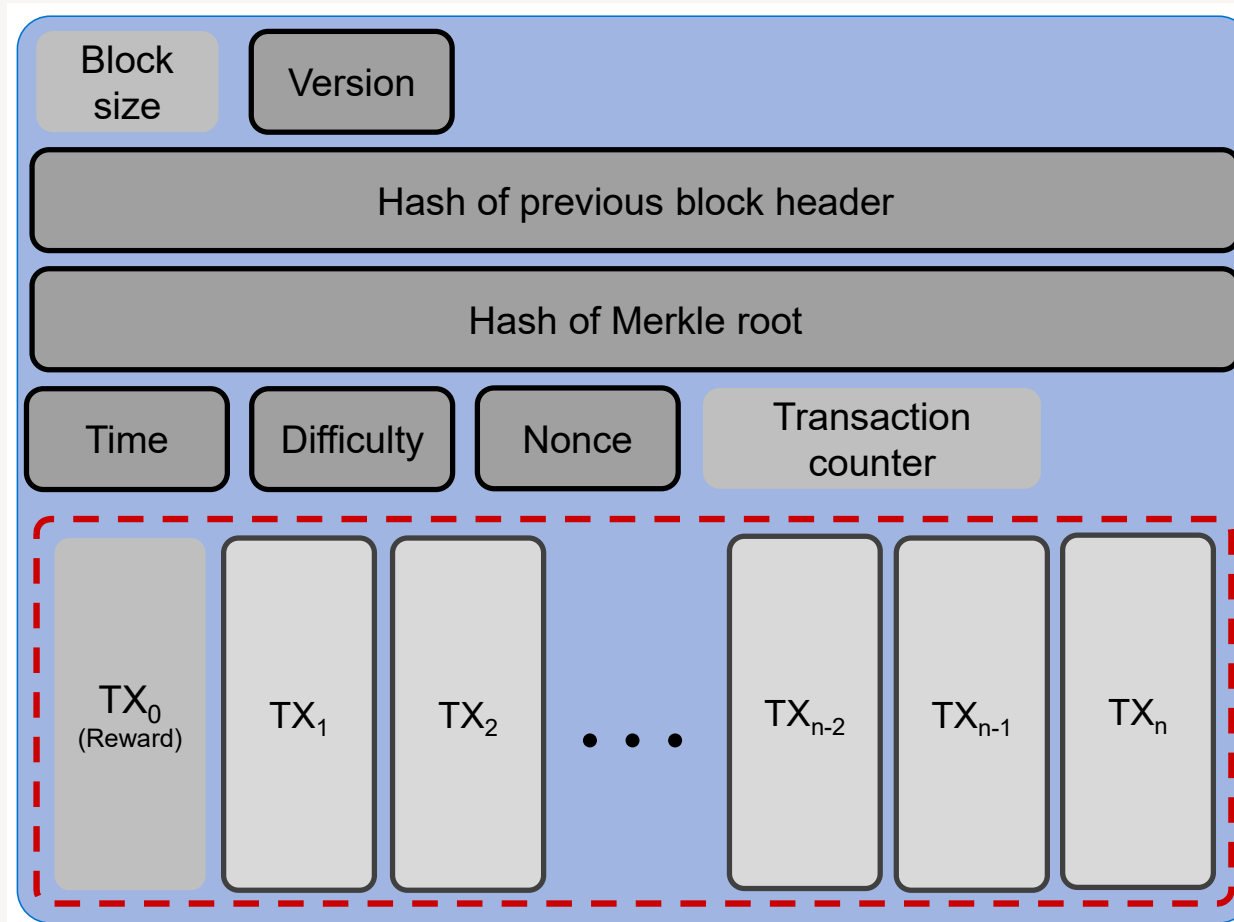 Block
size
Version
Hash of previous block header
Hash of Merkle root
Time
Difficulty
Nonce
Transaction
counter
TX₀
(Reward)
TX₁
TX₂
• • •
TXₙ₋₂
TXₙ₋₁
TXₙ